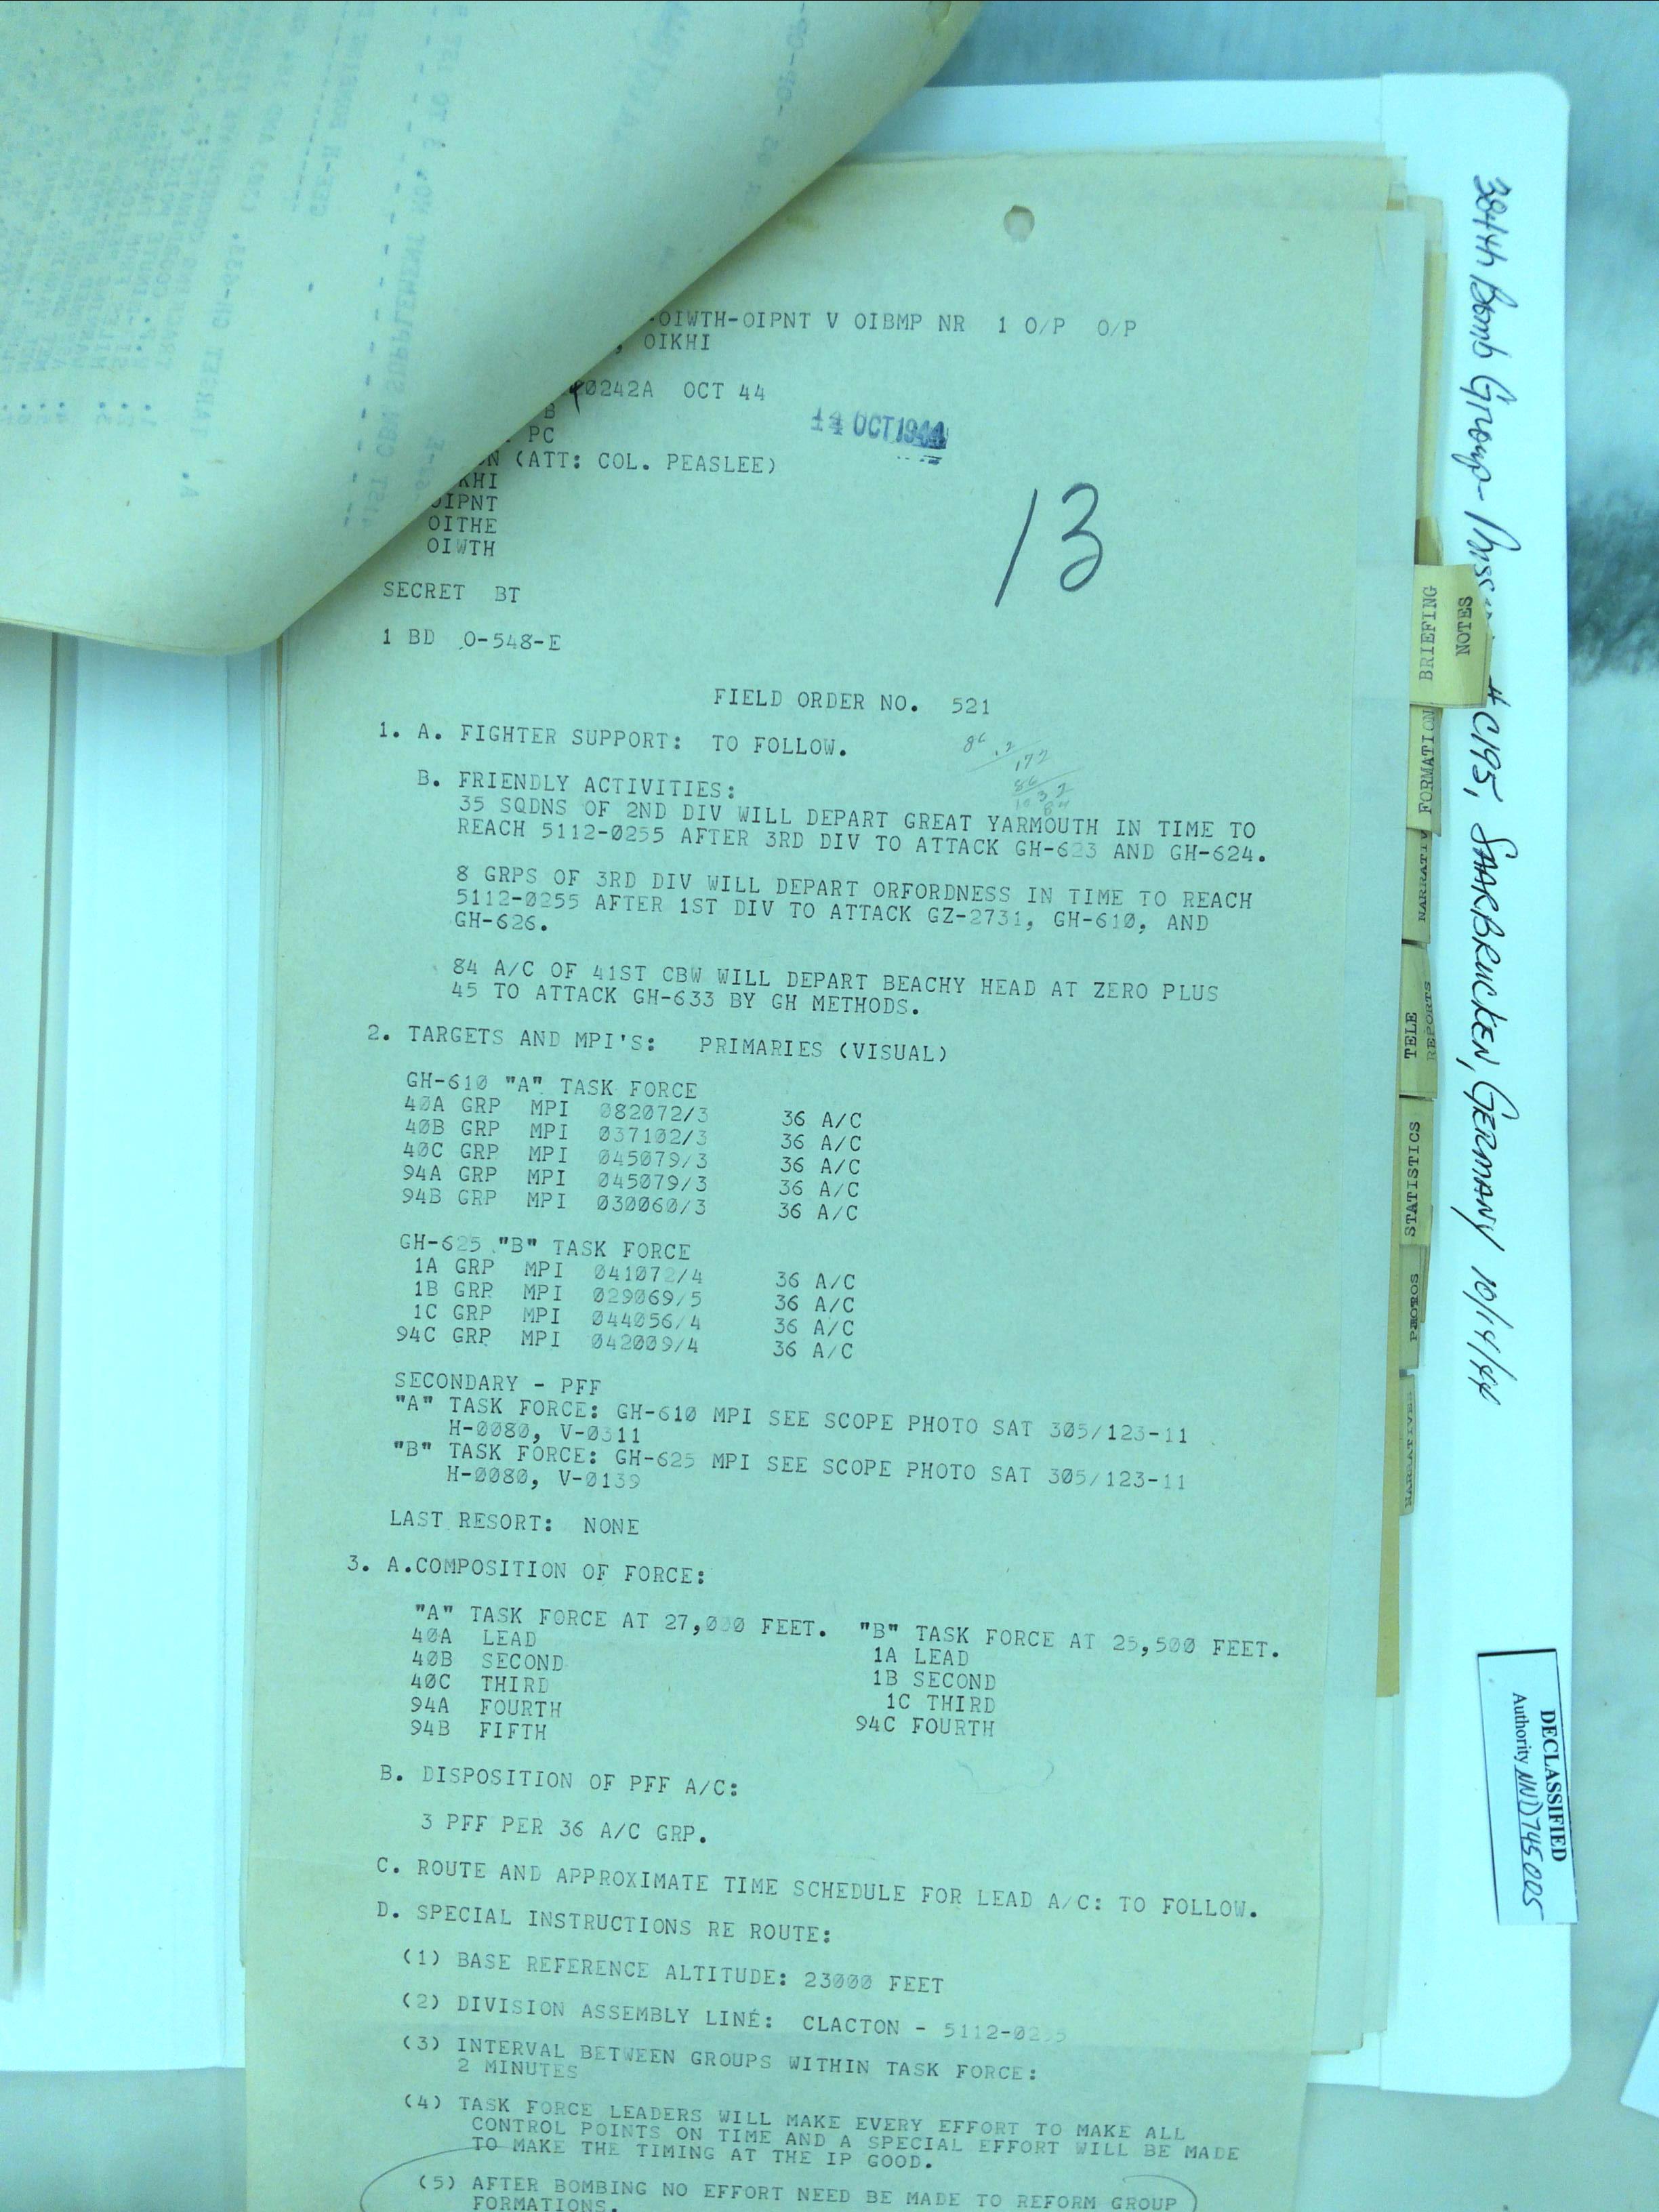 -OIWTH-OIPNT V OIBMP NR 1 O/P O/P
, OIKHI
0242A OCT 44
B
PC
14 OCT 1944
N (ATT: COL. PEASLEE)
KHI
OIPNT
OITHE
OIWTH
13
SECRET BT
1 BD O-548-E
FIELD ORDER NO. 521
1. A. FIGHTER SUPPORT: TO FOLLOW.
B. FRIENDLY ACTIVITIES:
35 SQDNS OF 2ND DIV WILL DEPART GREAT YARMOUTH IN TIME TO
REACH 5112-0255 AFTER 3RD DIV TO ATTACK GH-623 AND GH-624.
8 GRPS OF 3RD DIV WILL DEPART ORFORDNESS IN TIME TO REACH
5112-0255 AFTER 1ST DIV TO ATTACK GZ-2731, GH-610, AND
GH-626.
84 A/C OF 41ST CBW WILL DEPART BEACHY HEAD AT ZERO PLUS
45 TO ATTACK GH-633 BY GH METHODS.
2. TARGETS AND MPI'S: PRIMARIES (VISUAL)
GH-610 "A" TASK FORCE
40A GRP MPI 082072/3 36 A/C
40B GRP MPI 037102/3 36 A/C
40C GRP MPI 045079/3 36 A/C
94A GRP MPI 045079/3 36 A/C
94B GRP MPI 030060/3 36 A/C
GH-625 "B" TASK FORCE
1A GRP MPI 041072/4 36 A/C
1B GRP MPI 029069/5 36 A/C
1C GRP MPI 044056/4 36 A/C
94C GRP MPI 042009/4 36 A/C
SECONDARY - PFF
"A" TASK FORCE: GH-610 MPI SEE SCOPE PHOTO SAT 305/123-11
H-0080, V-0311
"B" TASK FORCE: GH-625 MPI SEE SCOPE PHOTO SAT 305/123-11
H-0080, V-0139
LAST RESORT: NONE
3. A.COMPOSITION OF FORCE:
"A" TASK FORCE AT 27,000 FEET. "B" TASK FORCE AT 25,500 FEET.
40A LEAD 1A LEAD
40B SECOND 1B SECOND
40C THIRD 1C THIRD
94A FOURTH 94C FOURTH
94B FIFTH
B. DISPOSITION OF PFF A/C:
3 PFF PER 36 A/C GRP.
C. ROUTE AND APPROXIMATE TIME SCHEDULE FOR LEAD A/C: TO FOLLOW.
D. SPECIAL INSTRUCTIONS RE ROUTE:
(1) BASE REFERENCE ALTITUDE: 23000 FEET
(2) DIVISION ASSEMBLY LINE: CLACTON - 5112-0255
(3) INTERVAL BETWEEN GROUPS WITHIN TASK FORCE:
2 MINUTES
(4) TASK FORCE LEADERS WILL MAKE EVERY EFFORT TO MAKE ALL
CONTROL POINTS ON TIME AND A SPECIAL EFFORT WILL BE MADE
TO MAKE THE TIMING AT THE IP GOOD.
(5) AFTER BOMBING NO EFFORT NEED BE MADE TO REFORM GROUP
FORMATIONS.
41ST CBW SUPPLEMENT NO. 3 TO 1ST
A. TARGET GH-633.
BRIEFING
NOTES
FORMATION
NARRATIV
TELE
REPORTS
STATISTICS
PHOTOS
NARRATIVES
384th Bomb Group - #C195, SAARBRUCKEN, GERMANY 10/14/44
DECLASSIFIED
Authority NND745005